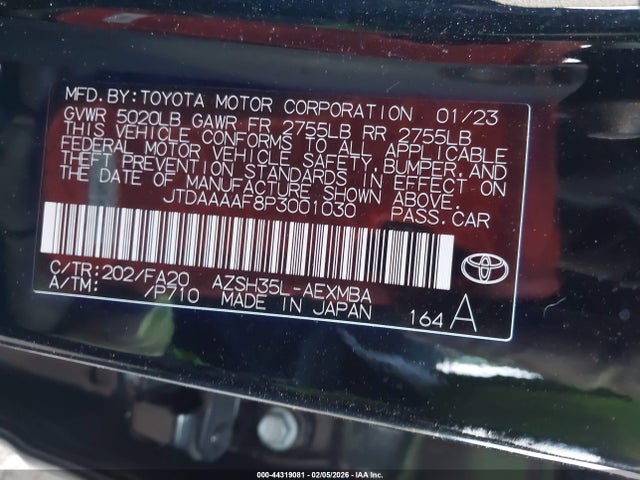 MFD. BY: TOYOTA MOTOR CORPORATION 01/23
GVWR 5020LB GAWR FR 2755LB RR 2755LB
THIS VEHICLE CONFORMS TO ALL APPLICABLE
FEDERAL MOTOR VEHICLE SAFETY, BUMPER, AND
THEFT PREVENTION STANDARDS IN EFFECT ON
THE DATE OF MANUFACTURE SHOWN ABOVE.
JTDAAAAF8P3001030 PASS. CAR
C/TR: 202/FA20 AZSH35L-AEXMBA
A/TM: /P710 MADE IN JAPAN 164 A
000-44319081 - 02/05/2026 - IAA Inc.